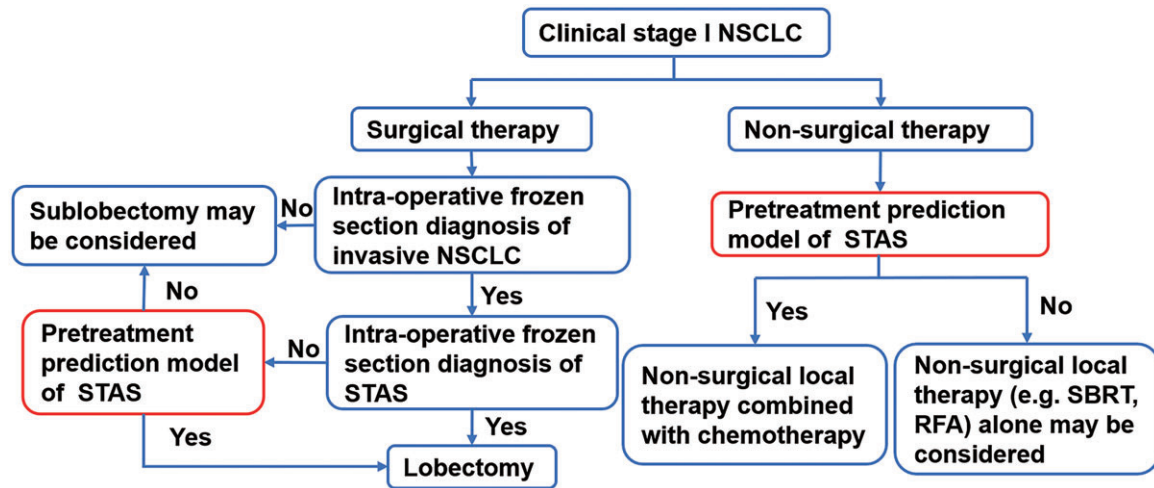 Clinical stage I NSCLC
Surgical therapy
Non-surgical therapy
Sublobectomy may
be considered
No
Intra-operative frozen
section diagnosis of
invasive NSCLC
Pretreatment prediction
model of STAS
No
Yes
Pretreatment
prediction model
of STAS
No
Intra-operative frozen
section diagnosis of
STAS
Yes
No
Non-surgical local
therapy combined
with chemotherapy
Non-surgical local
therapy (e.g. SBRT,
RFA) alone may be
considered
Yes
Yes
Lobectomy